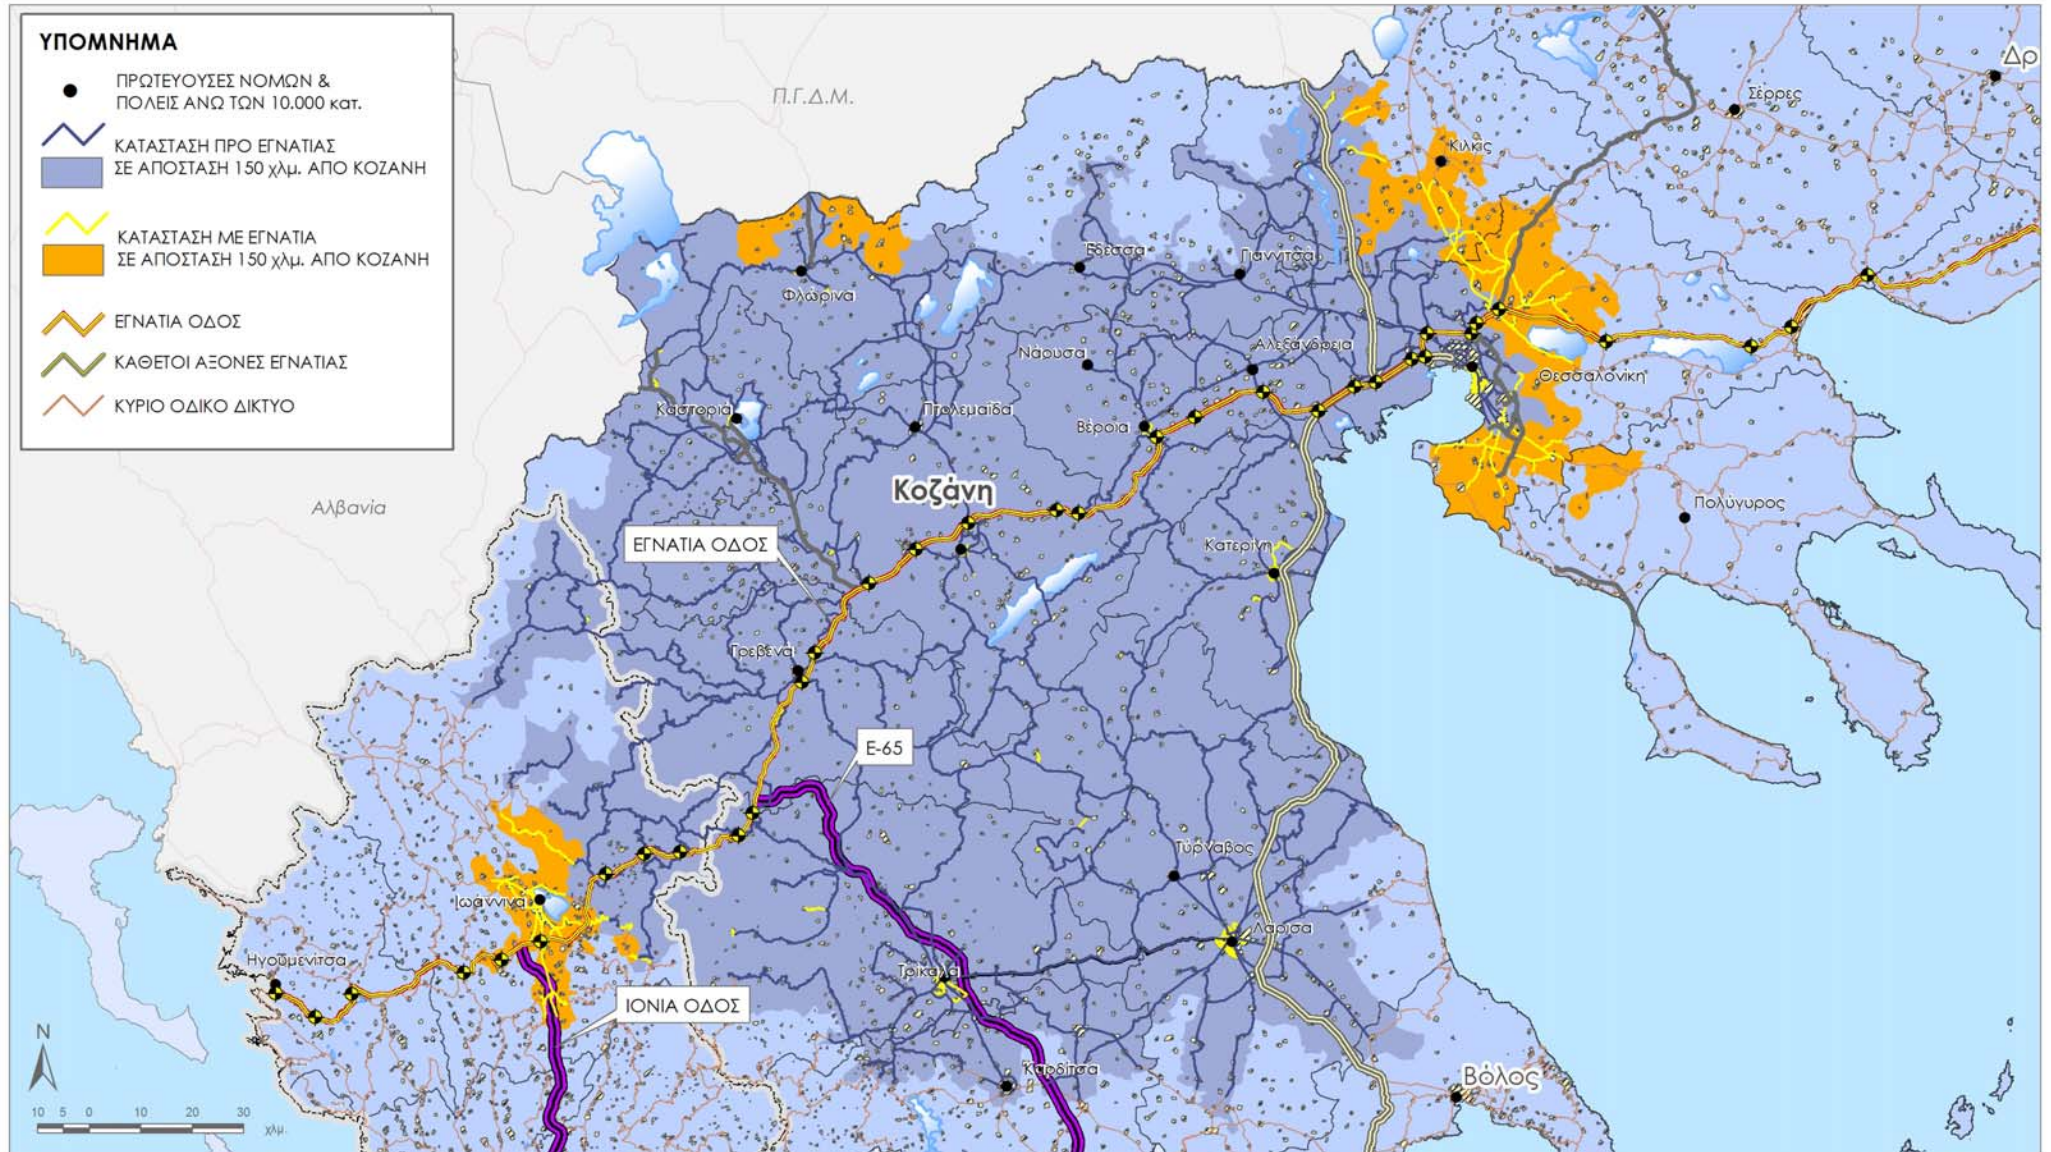 ΥΠΟΜΝΗΜΑ
ΠΡΩΤΕΥΟΥΣΕΣ ΝΟΜΩΝ &
ΠΟΛΕΙΣ ΑΝΩ ΤΩΝ 10.000 κατ.
ΚΑΤΑΣΤΑΣΗ ΠΡΟ ΕΓΝΑΤΙΑΣ
ΣΕ ΑΠΟΣΤΑΣΗ 150 χλμ. ΑΠΟ ΚΟΖΑΝΗ
ΚΑΤΑΣΤΑΣΗ ΜΕ ΕΓΝΑΤΙΑ
ΣΕ ΑΠΟΣΤΑΣΗ 150 χλμ. ΑΠΟ ΚΟΖΑΝΗ
ΕΓΝΑΤΙΑ ΟΔΟΣ
ΚΑΘΕΤΟΙ ΑΞΟΝΕΣ ΕΓΝΑΤΙΑΣ
ΚΥΡΙΟ ΟΔΙΚΟ ΔΙΚΤΥΟ
Π.Γ.Δ.Μ.
Δρ
Σέρρες
Κιλκίς
Έδεσσα
Γιαννιτσά
Φλώρινα
Νάουσα
Αλεξάνδρεια
Θεσσαλονίκη
Καστοριά
Πτολεμαΐδα
Βέροια
Κοζάνη
Αλβανία
Πολύγυρος
ΕΓΝΑΤΙΑ ΟΔΟΣ
Κατερίνη
Γρεβενά
Ε-65
Τύρναβος
Ιωάννινα
Λάρισα
Ηγουμενίτσα
Τρίκαλα
ΙΟΝΙΑ ΟΔΟΣ
Καρδίτσα
Βόλος
N
10 5 0 10 20 30
χλμ.